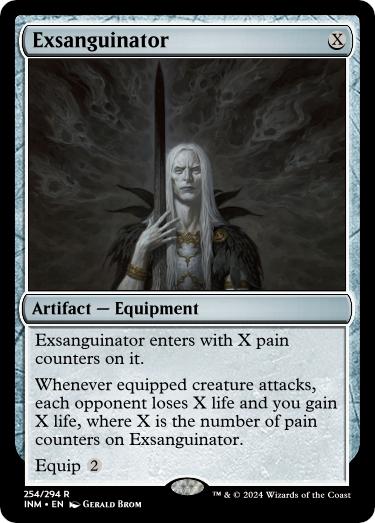 Exsanguinator X
Artifact — Equipment
Exsanguinator enters with X pain
counters on it.
Whenever equipped creature attacks,
each opponent loses X life and you gain
X life, where X is the number of pain
counters on Exsanguinator.
Equip 2
254/294 R
INM • EN Gerald Brom
™ & © 2024 Wizards of the Coast